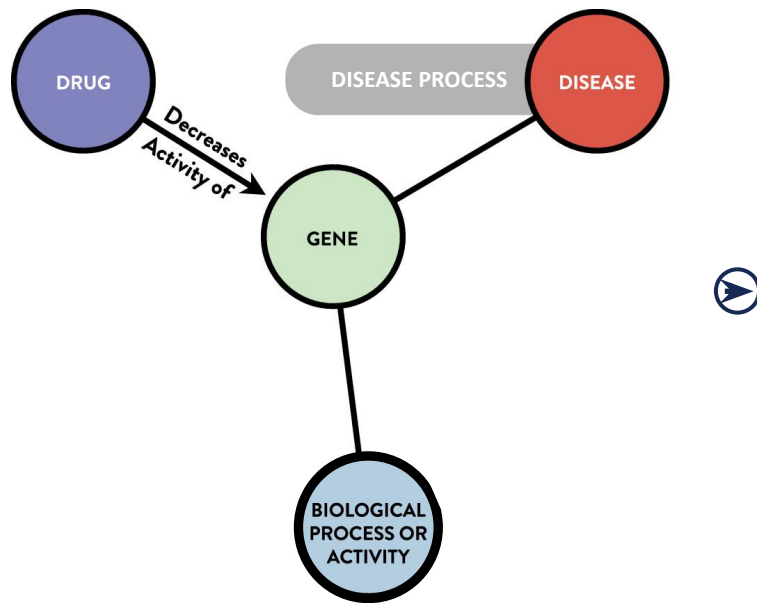 DRUG
DISEASE PROCESS
DISEASE
Decreases
Activity of
GENE
BIOLOGICAL
PROCESS OR
ACTIVITY